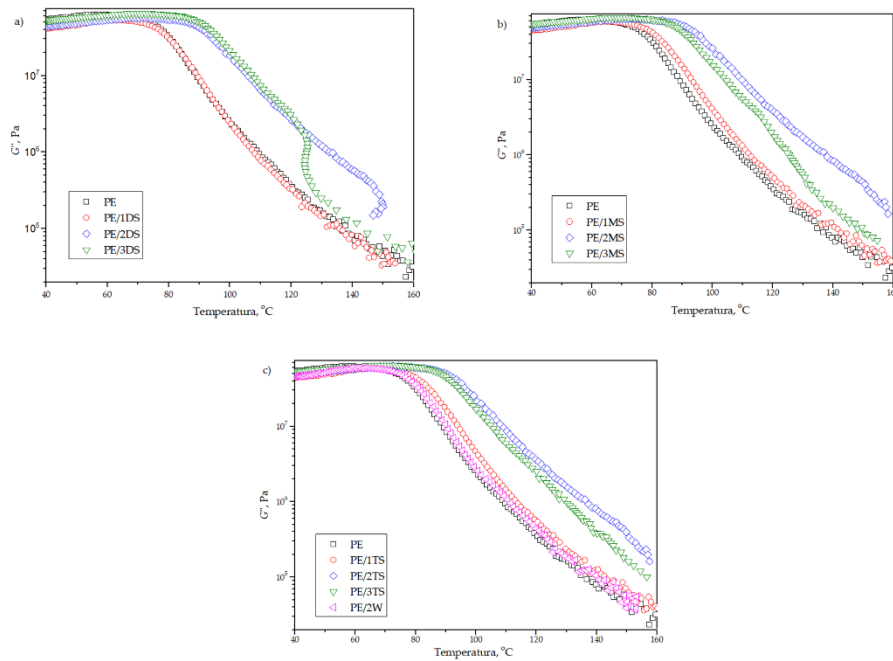 a)
10⁷
10⁶
10⁵
G'', Pa
PE
PE/1DS
PE/2DS
PE/3DS
40 60 80 100 120 140 160
Temperatura, °C
b)
10⁷
10⁶
10⁵
G'', Pa
PE
PE/1MS
PE/2MS
PE/3MS
40 60 80 100 120 140 160
Temperatura, °C
c)
10⁷
10⁶
10⁵
G'', Pa
PE
PE/1TS
PE/2TS
PE/3TS
PE/2W
40 60 80 100 120 140 160
Temperatura, °C